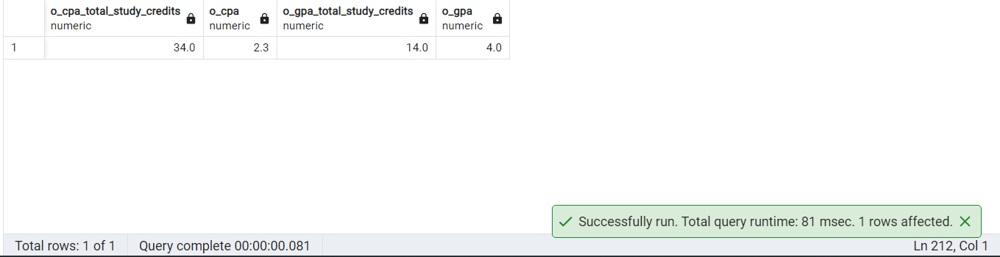 o_cpa_total_study_credits o_cpa o_gpa_total_study_credits o_gpa
numeric numeric numeric numeric
1 34.0 2.3 14.0 4.0
Successfully run. Total query runtime: 81 msec. 1 rows affected.
Total rows: 1 of 1 Query complete 00:00:00.081 Ln 212, Col 1